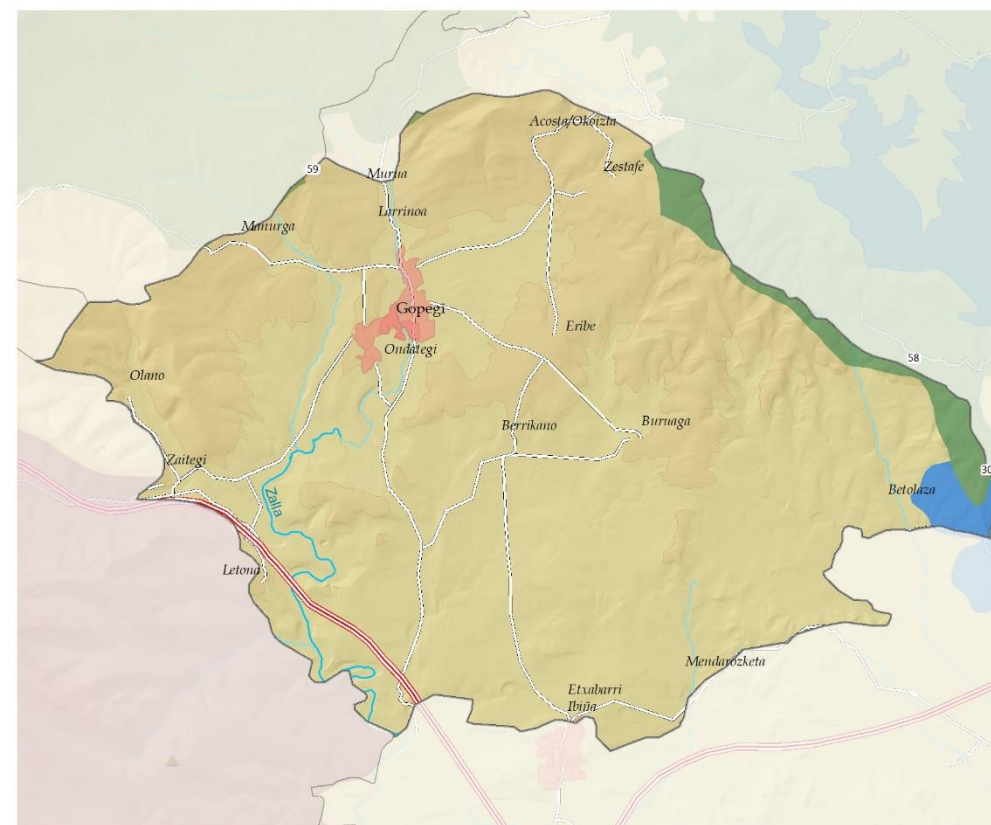 Acosta/Okoizta
59
Murua
Zestafe
Larrinoa
Manurga
Gopegi
Eribe
Ondategi
58
Olano
Berrikano
Buruaga
Zaitegi
30
Betolaza
Zalla
Letona
Mendarozketa
Etxabarri
Ibiña